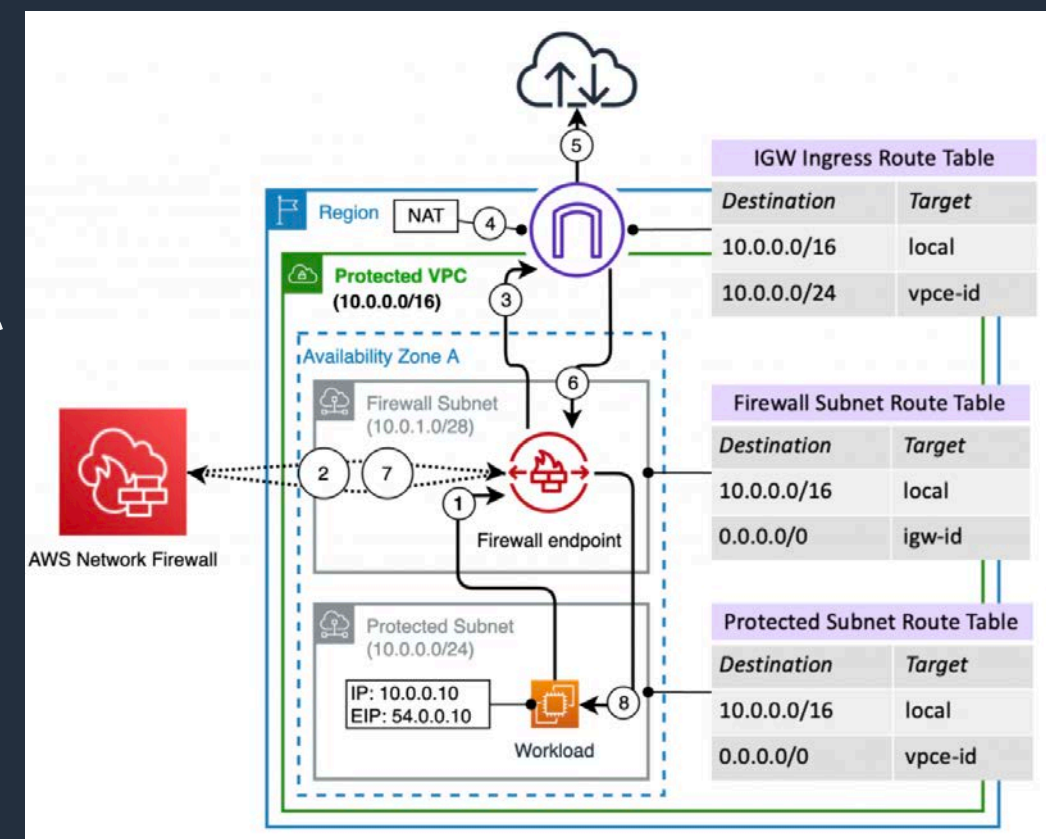 5
IGW Ingress Route Table
Destination Target
10.0.0.0/16 local
10.0.0.0/24 vpce-id
Region
NAT
4
Protected VPC
(10.0.0.0/16)
3
Availability Zone A
6
Firewall Subnet
(10.0.1.0/28)
Firewall Subnet Route Table
Destination Target
10.0.0.0/16 local
0.0.0.0/0 igw-id
2
7
1
Firewall endpoint
AWS Network Firewall
Protected Subnet
(10.0.0.0/24)
Protected Subnet Route Table
Destination Target
10.0.0.0/16 local
0.0.0.0/0 vpce-id
IP: 10.0.0.10
EIP: 54.0.0.10
8
Workload